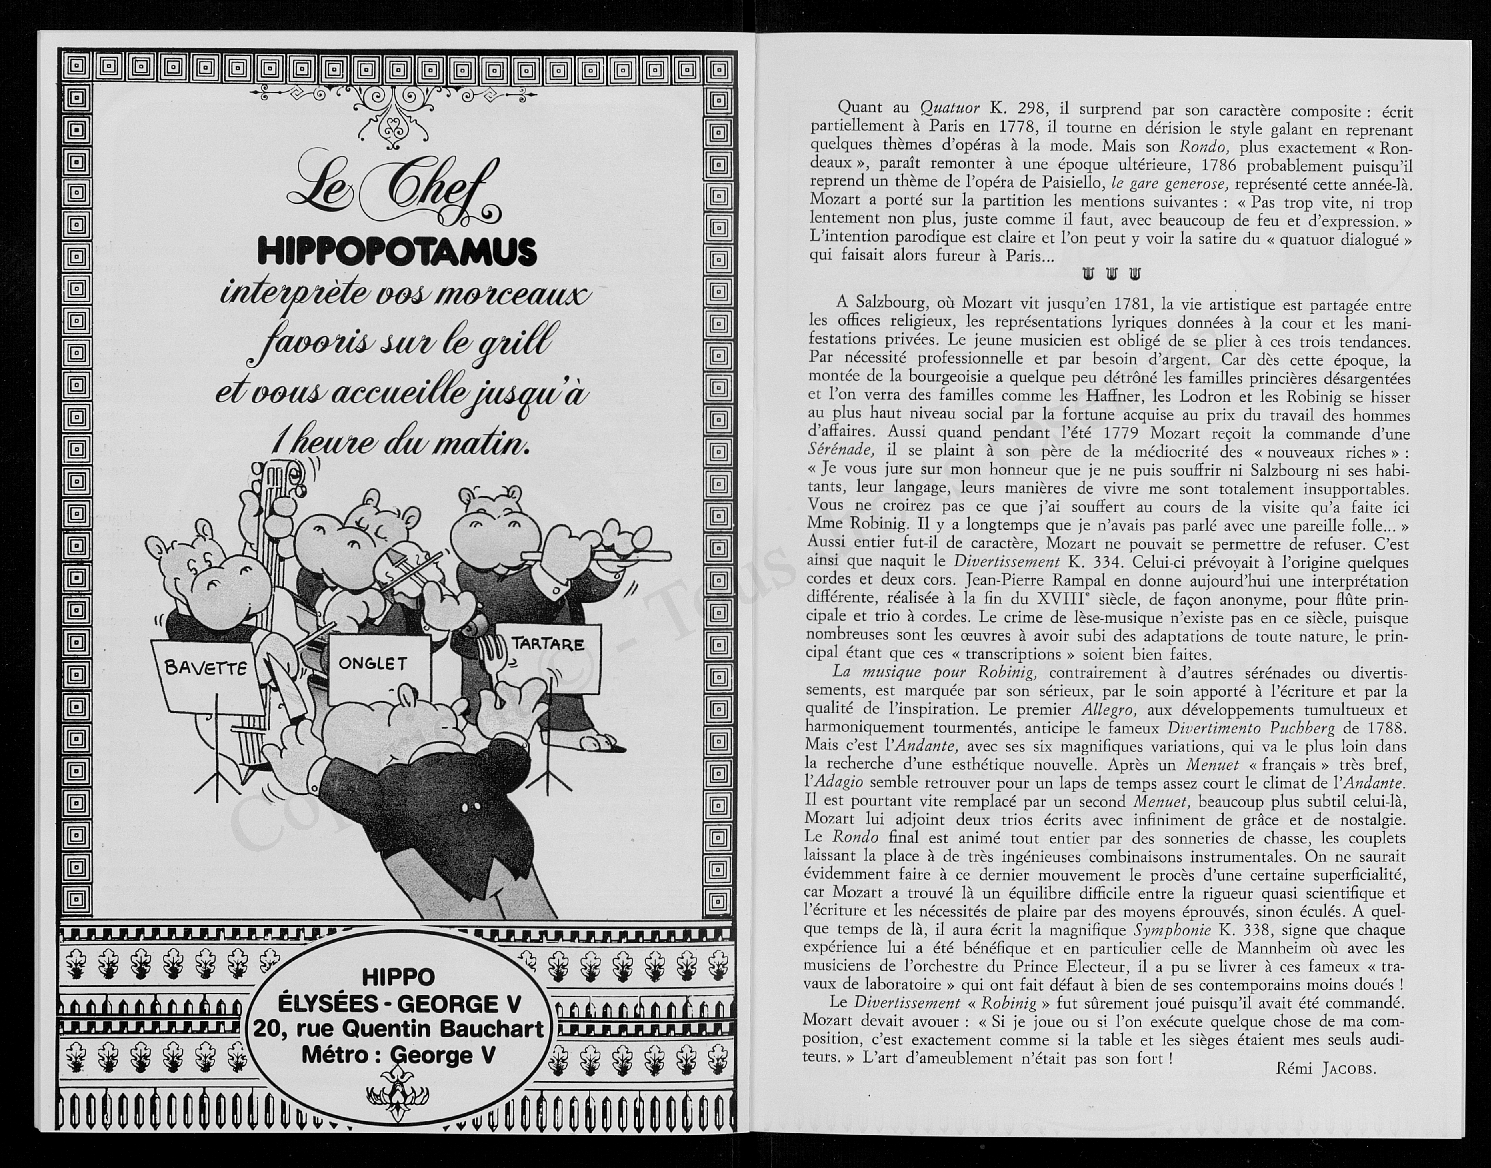 Le Chef
HIPPOPOTAMUS
interprète vos morceaux
favoris sur le grill
et vous accueille jusqu'à
1 heure du matin.
BAVETTE
ONGLET
TARTARE
HIPPO
ÉLYSÉES - GEORGE V
20, rue Quentin Bauchart
Métro : George V
Quant au Quatuor K. 298, il surprend par son caractère composite : écrit
partiellement à Paris en 1778, il tourne en dérision le style galant en reprenant
quelques thèmes d'opéras à la mode. Mais son Rondo, plus exactement « Ron-
deaux », paraît remonter à une époque ultérieure, 1786 probablement puisqu'il
reprend un thème de l'opéra de Paisiello, le gare generose, représenté cette année-là.
Mozart a porté sur la partition les mentions suivantes : « Pas trop vite, ni trop
lentement non plus, juste comme il faut, avec beaucoup de feu et d'expression. »
L'intention parodique est claire et l'on peut y voir la satire du « quatuor dialogué »
qui faisait alors fureur à Paris...
A Salzbourg, où Mozart vit jusqu'en 1781, la vie artistique est partagée entre
les offices religieux, les représentations lyriques données à la cour et les mani-
festations privées. Le jeune musicien est obligé de se plier à ces trois tendances.
Par nécessité professionnelle et par besoin d'argent. Car dès cette époque, la
montée de la bourgeoisie a quelque peu détrôné les familles princières désargentées
et l'on verra des familles comme les Haffner, les Lodron et les Robinig se hisser
au plus haut niveau social par la fortune acquise au prix du travail des hommes
d'affaires. Aussi quand pendant l'été 1779 Mozart reçoit la commande d'une
Sérénade, il se plaint à son père de la médiocrité des « nouveaux riches » :
« Je vous jure sur mon honneur que je ne puis souffrir ni Salzbourg ni ses habi-
tants, leur langage, leurs manières de vivre me sont totalement insupportables.
Vous ne croirez pas ce que j'ai souffert au cours de la visite qu'a faite ici
Mme Robinig. Il y a longtemps que je n'avais pas parlé avec une pareille folle... »
Aussi entier fut-il de caractère, Mozart ne pouvait se permettre de refuser. C'est
ainsi que naquit le Divertissement K. 334. Celui-ci prévoyait à l'origine quelques
cordes et deux cors. Jean-Pierre Rampal en donne aujourd'hui une interprétation
différente, réalisée à la fin du XVIIIe siècle, de façon anonyme, pour flûte prin-
cipale et trio à cordes. Le crime de lèse-musique n'existe pas en ce siècle, puisque
nombreuses sont les œuvres à avoir subi des adaptations de toute nature, le prin-
cipal étant que ces « transcriptions » soient bien faites.
La musique pour Robinig, contrairement à d'autres sérénades ou divertis-
sements, est marquée par son sérieux, par le soin apporté à l'écriture et par la
qualité de l'inspiration. Le premier Allegro, aux développements tumultueux et
harmoniquement tourmentés, anticipe le fameux Divertimento Puchberg de 1788.
Mais c'est l'Andante, avec ses six magnifiques variations, qui va le plus loin dans
la recherche d'une esthétique nouvelle. Après un Menuet « français » très bref,
l'Adagio semble retrouver pour un laps de temps assez court le climat de l'Andante.
Il est pourtant vite remplacé par un second Menuet, beaucoup plus subtil celui-là,
Mozart lui adjoint deux trios écrits avec infiniment de grâce et de nostalgie.
Le Rondo final est animé tout entier par des sonneries de chasse, les couplets
laissant la place à de très ingénieuses combinaisons instrumentales. On ne saurait
évidemment faire à ce dernier mouvement le procès d'une certaine superficialité,
car Mozart a trouvé là un équilibre difficile entre la rigueur quasi scientifique et
l'écriture et les nécessités de plaire par des moyens éprouvés, sinon éculés. A quel-
que temps de là, il aura écrit la magnifique Symphonie K. 338, signe que chaque
expérience lui a été bénéfique et en particulier celle de Mannheim où avec les
musiciens de l'orchestre du Prince Electeur, il a pu se livrer à ces fameux « tra-
vaux de laboratoire » qui ont fait défaut à bien de ses contemporains moins doués !
Le Divertissement « Robinig » fut sûrement joué puisqu'il avait été commandé.
Mozart devait avouer : « Si je joue ou si l'on exécute quelque chose de ma com-
position, c'est exactement comme si la table et les sièges étaient mes seuls audi-
teurs. » L'art d'ameublement n'était pas son fort !
Rémi JACOBS.